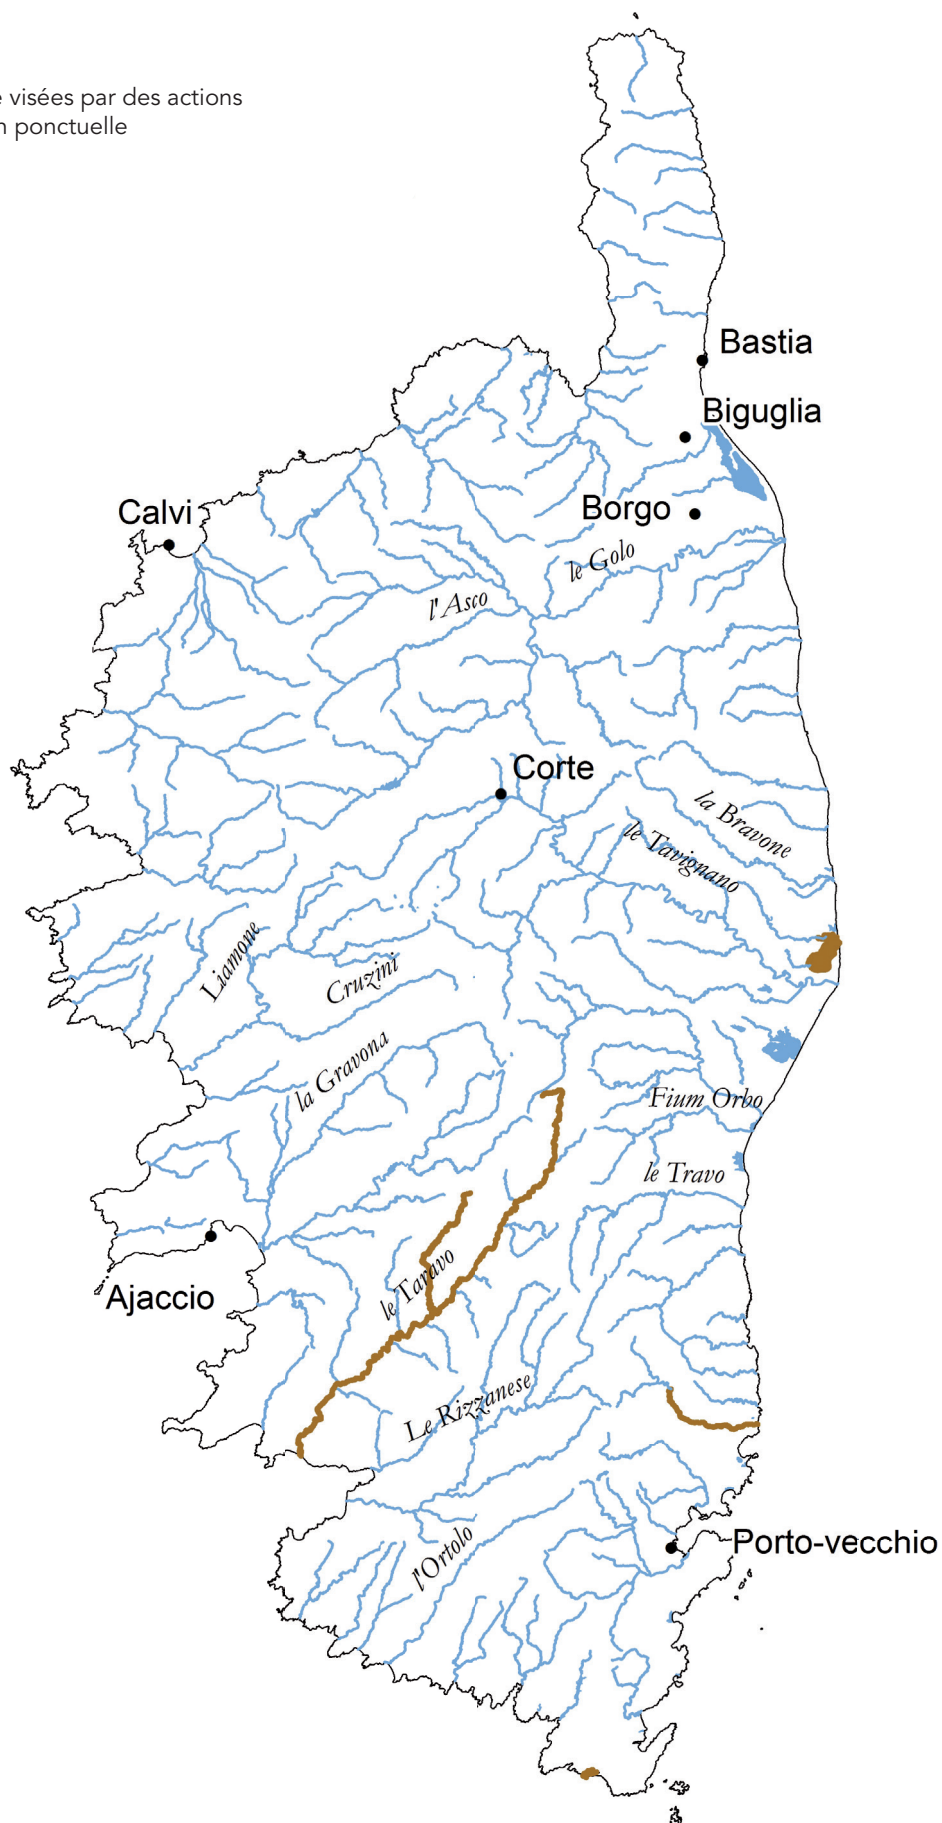 visées par des actions
ponctuelle
Bastia
Biguglia
Calvi
Borgo
le Golo
l'Asco
Corte
la Bravone
le Tavignano
Liamone
Cruzini
la Gravona
Fium Orbo
le Travo
le Taravo
Ajaccio
Le Rizzanese
Porto-vecchio
l'Ortolo